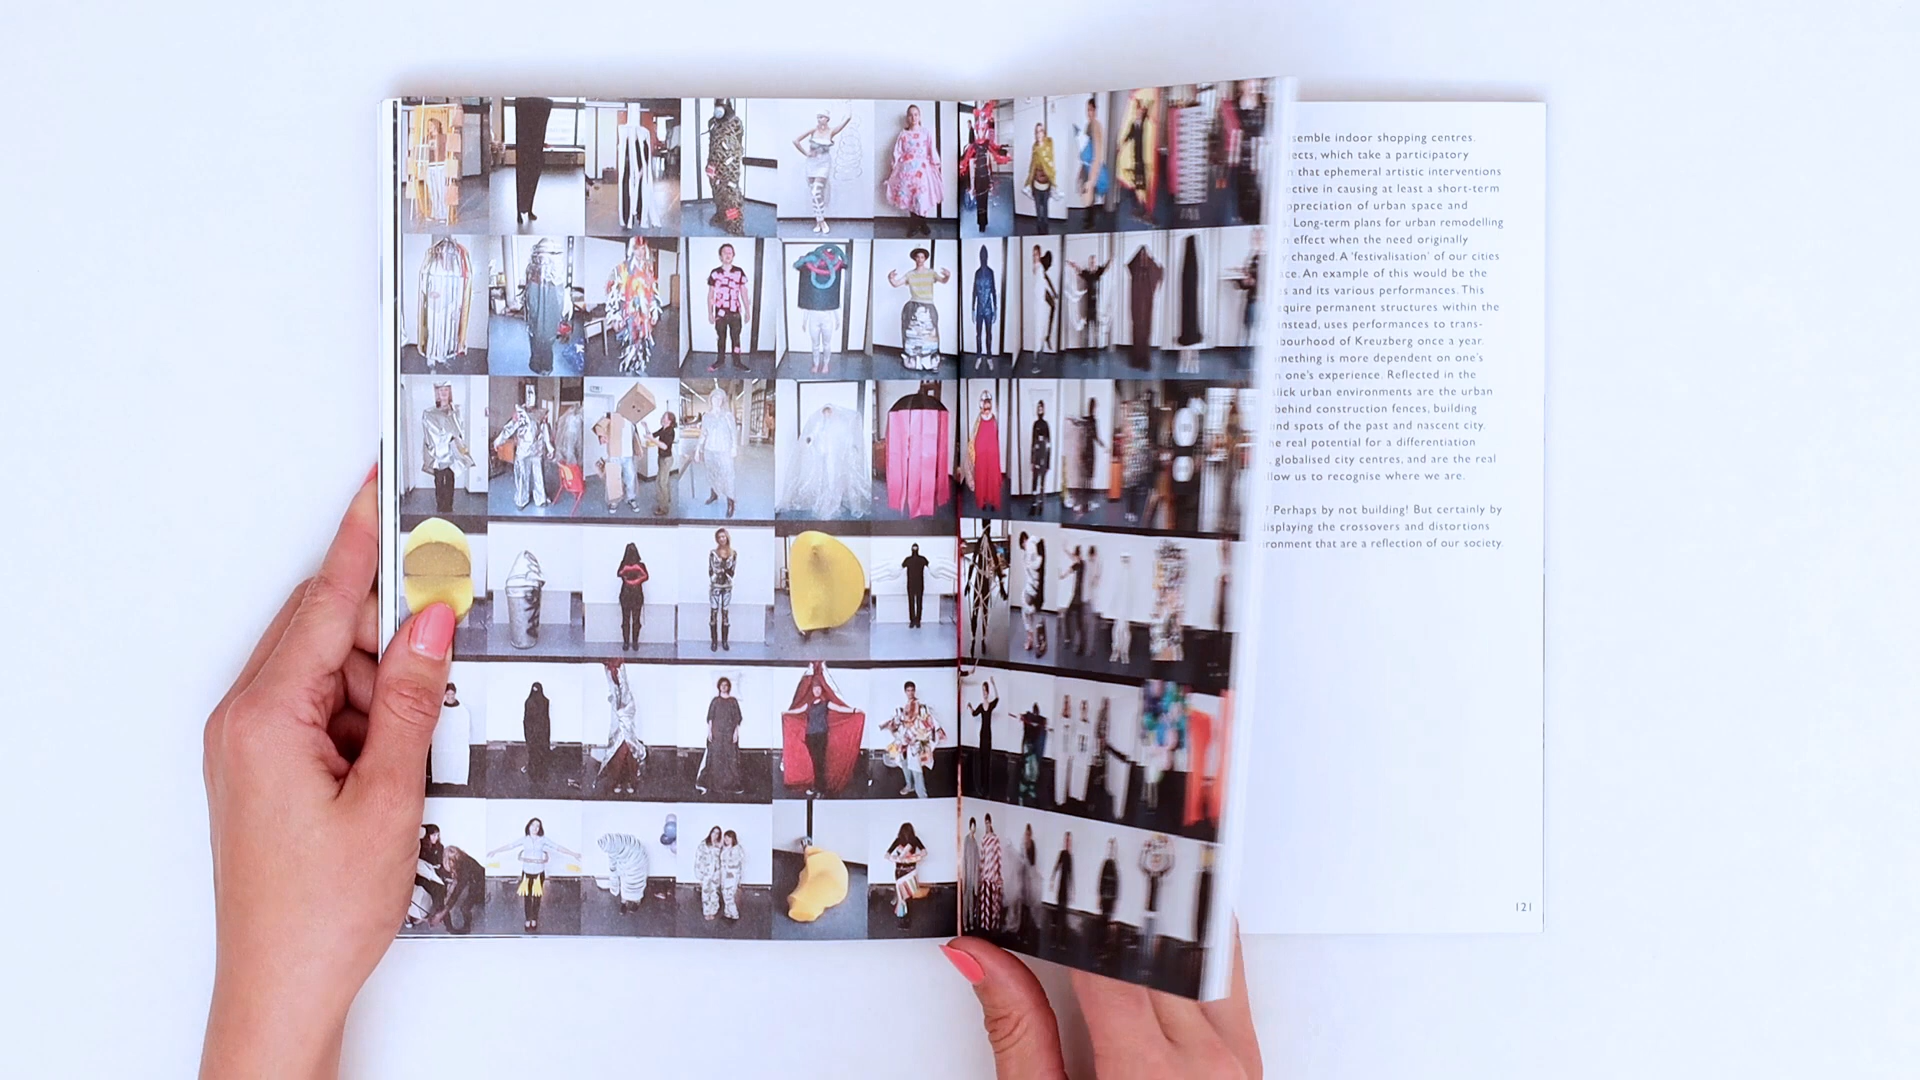 semble indoor shopping centres.
ects, which take a participatory
n that ephemeral artistic interventions
ective in causing at least a short-term
ppreciation of urban space and
s. Long-term plans for urban remodelling
n effect when the need originally
y changed. A 'festivalisation' of our cities
ace. An example of this would be the
s and its various performances. This
equire permanent structures within the
instead, uses performances to trans-
bourhood of Kreuzberg once a year.
mething is more dependent on one's
n one's experience. Reflected in the
slick urban environments are the urban
behind construction fences, building
ind spots of the past and nascent city.
he real potential for a differentiation
, globalised city centres, and are the real
llow us to recognise where we are.
? Perhaps by not building! But certainly by
displaying the crossovers and distortions
ironment that are a reflection of our society.
121